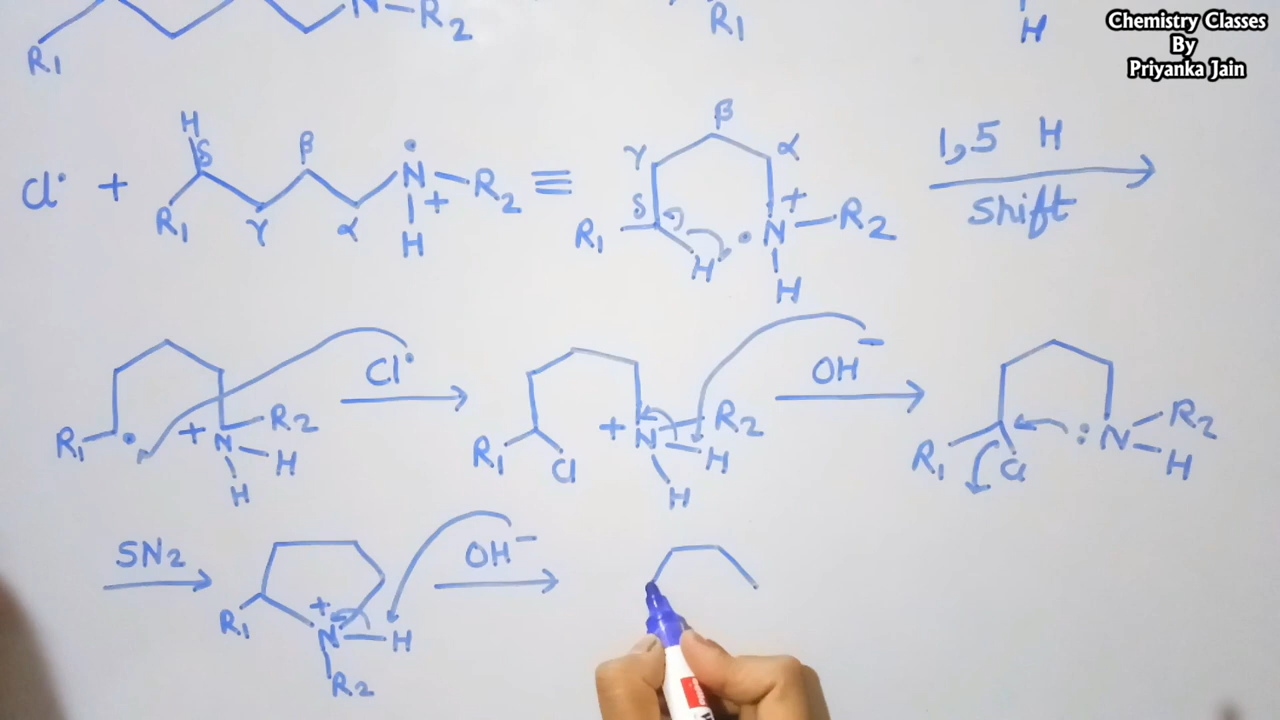 Chemistry Classes
By
Priyanka Jain
R1
N
R2
R1
H
Cl• + H δ R1 γ β α •N + H R2 ≡ β γ α δ R1 H • N + R2 H 1,5 H Shift
R1 • + N R2 H H Cl• R1 Cl + N R2 H H OH⁻ R1 Cl : N R2 H
SN2 R1 + N H R2 OH⁻